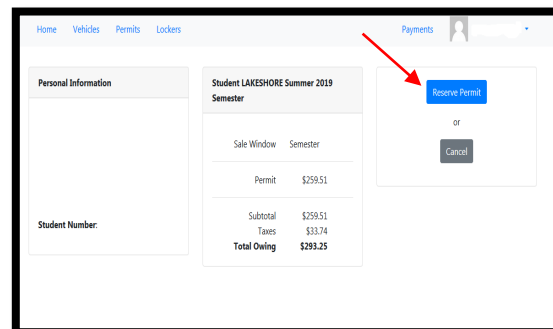 Home Vehicles Permits Lockers Payments
Personal Information
Student Number:
Student LAKESHORE Summer 2019
Semester
Sale Window Semester
Permit $259.51
Subtotal $259.51
Taxes $33.74
Total Owing $293.25
Reserve Permit
or
Cancel